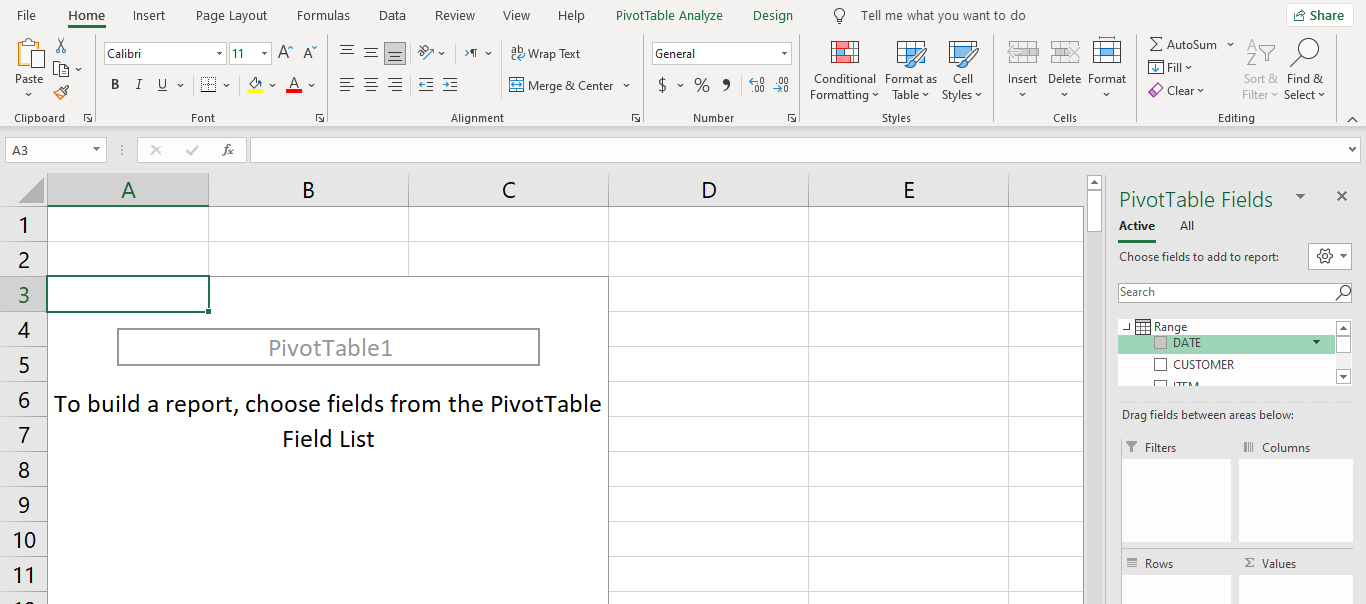 File Home Insert Page Layout Formulas Data Review View Help PivotTable Analyze Design Tell me what you want to do Share
Calibri 11 A A ab Wrap Text General AutoSum
Paste Conditional Formatting Format as Table Cell Styles Insert Delete Format Fill Sort & Filter Find & Select
B I U A Merge & Center $ % 9 Clear
Clipboard Font Alignment Number Styles Cells Editing
A3 fx
A B C D E
PivotTable Fields
Active All
Choose fields to add to report:
Search
Range
DATE
CUSTOMER
ITEM
Drag fields between areas below:
Filters Columns
Rows Σ Values
1
2
3
4
5
6
7
8
9
10
11
PivotTable1
To build a report, choose fields from the PivotTable
Field List